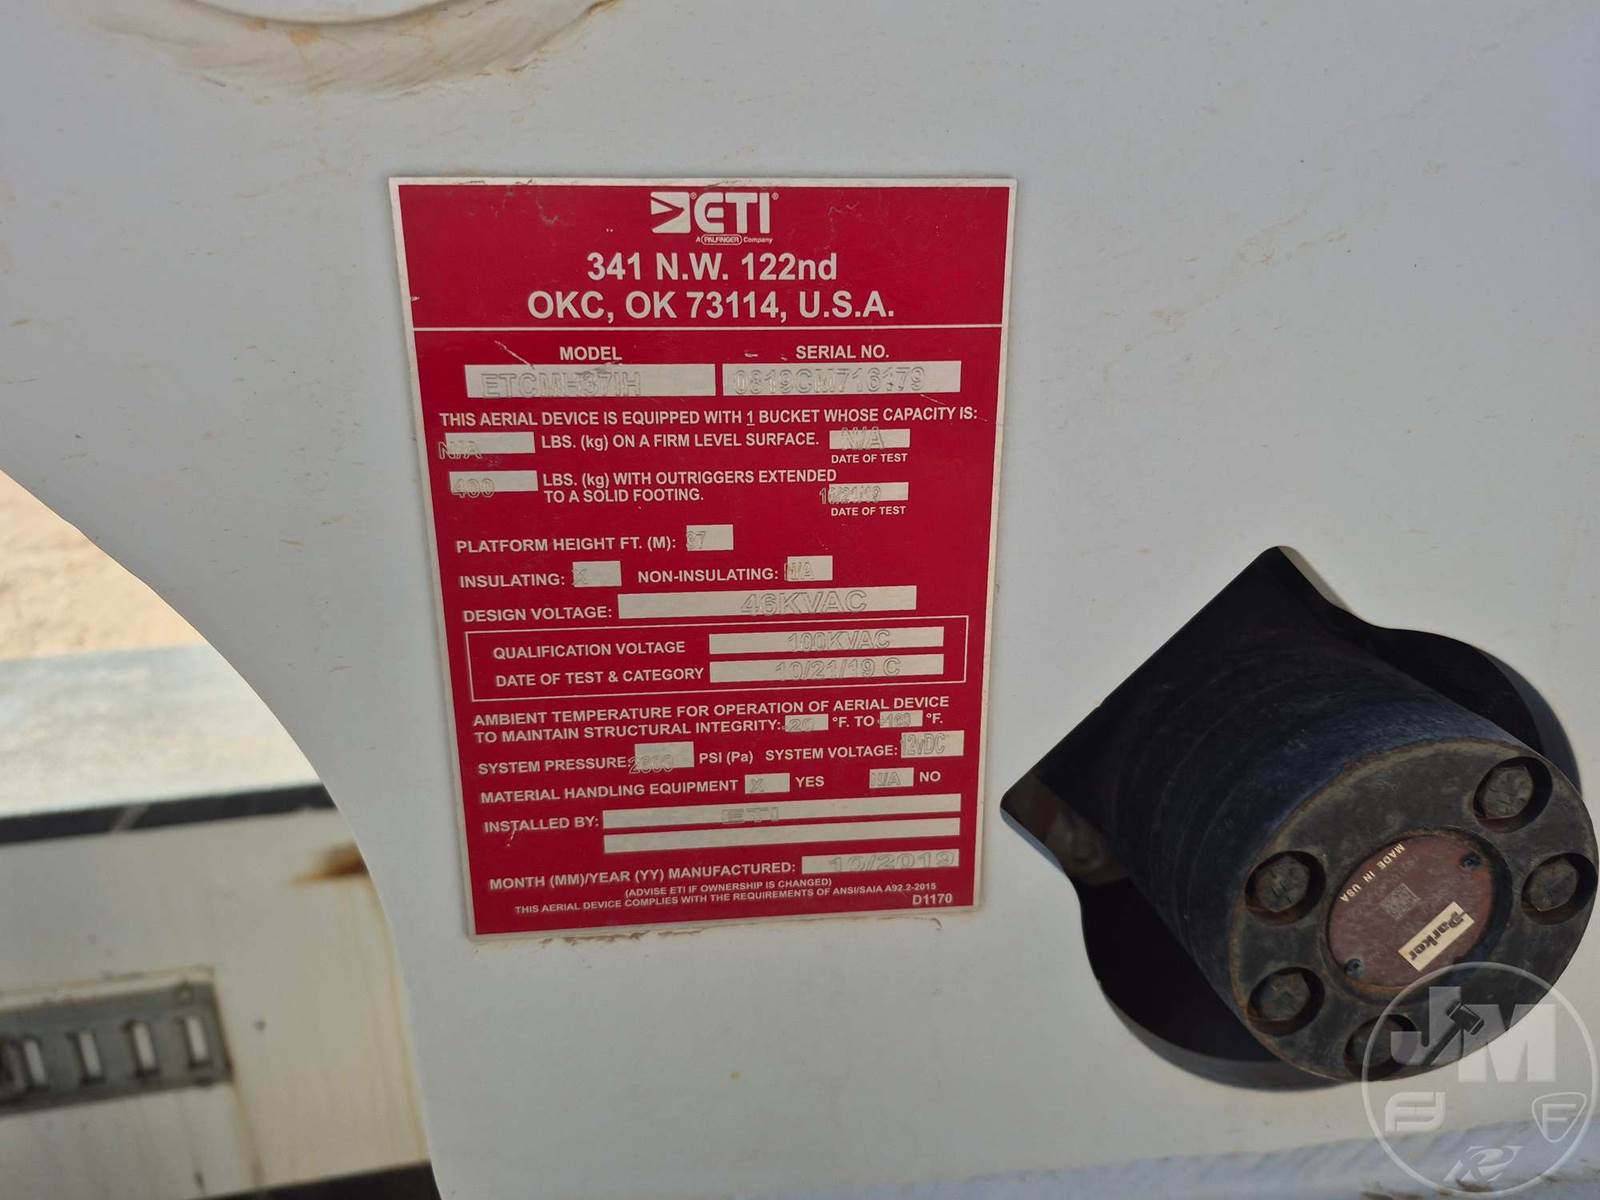 ETI
A PALFINGER Company
341 N.W. 122nd
OKC, OK 73114, U.S.A.
MODEL SERIAL NO.
ETCMH37IH 0819CM716179
THIS AERIAL DEVICE IS EQUIPPED WITH 1 BUCKET WHOSE CAPACITY IS:
N/A LBS. (kg) ON A FIRM LEVEL SURFACE. N/A
DATE OF TEST
400 LBS. (kg) WITH OUTRIGGERS EXTENDED
TO A SOLID FOOTING. 10/21/19
DATE OF TEST
PLATFORM HEIGHT FT. (M): 37
INSULATING: X NON-INSULATING: N/A
DESIGN VOLTAGE: 46KVAC
QUALIFICATION VOLTAGE 100KVAC
DATE OF TEST & CATEGORY 10/21/19 C
AMBIENT TEMPERATURE FOR OPERATION OF AERIAL DEVICE
TO MAINTAIN STRUCTURAL INTEGRITY: -20 °F. TO °F.
SYSTEM PRESSURE: PSI (Pa) SYSTEM VOLTAGE: 12vDC
MATERIAL HANDLING EQUIPMENT X YES N/A NO
INSTALLED BY: ETI
MONTH (MM)/YEAR (YY) MANUFACTURED: 10/2019
(ADVISE ETI IF OWNERSHIP IS CHANGED)
THIS AERIAL DEVICE COMPLIES WITH THE REQUIREMENTS OF ANSI/SAIA A92.2-2015
D1170
MADE IN USA
Parker
JM